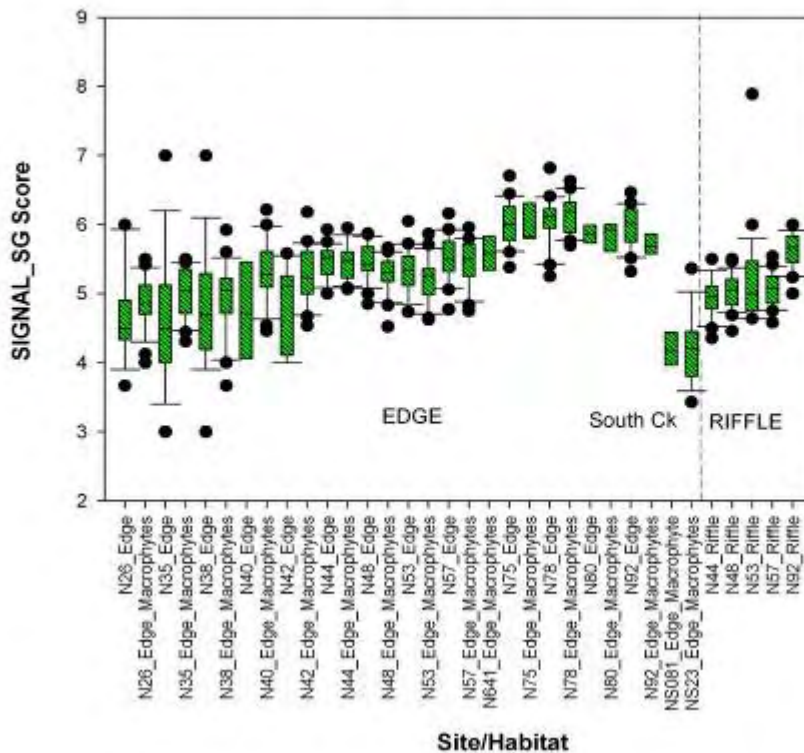 9
8
7
6
5
4
3
2
SIGNAL_SG Score
EDGE
South Ck
RIFFLE
N26_Edge
N26_Edge_Macrophytes
N35_Edge
N35_Edge_Macrophytes
N38_Edge
N38_Edge_Macrophytes
N40_Edge
N40_Edge_Macrophytes
N42_Edge
N42_Edge_Macrophytes
N44_Edge
N44_Edge_Macrophytes
N48_Edge
N48_Edge_Macrophytes
N53_Edge
N53_Edge_Macrophytes
N57_Edge
N57_Edge_Macrophytes
N641_Edge_Macrophytes
N75_Edge
N75_Edge_Macrophytes
N78_Edge
N78_Edge_Macrophytes
N80_Edge
N80_Edge_Macrophytes
N92_Edge
N92_Edge_Macrophytes
NS081_Edge_Macrophyte
NS23_Edge_Macrophytes
N44_Riffle
N48_Riffle
N53_Riffle
N57_Riffle
N92_Riffle
Site/Habitat